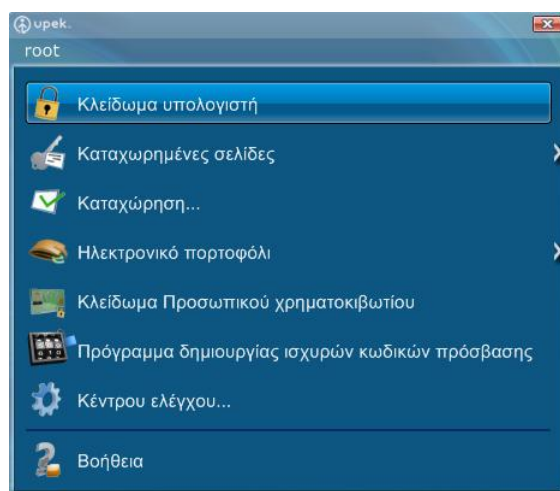 upek.
root
Κλείδωμα υπολογιστή
Καταχωρημένες σελίδες
Καταχώρηση...
Ηλεκτρονικό πορτοφόλι
Κλείδωμα Προσωπικού χρηματοκιβωτίου
Πρόγραμμα δημιουργίας ισχυρών κωδικών πρόσβασης
Κέντρου ελέγχου...
Βοήθεια